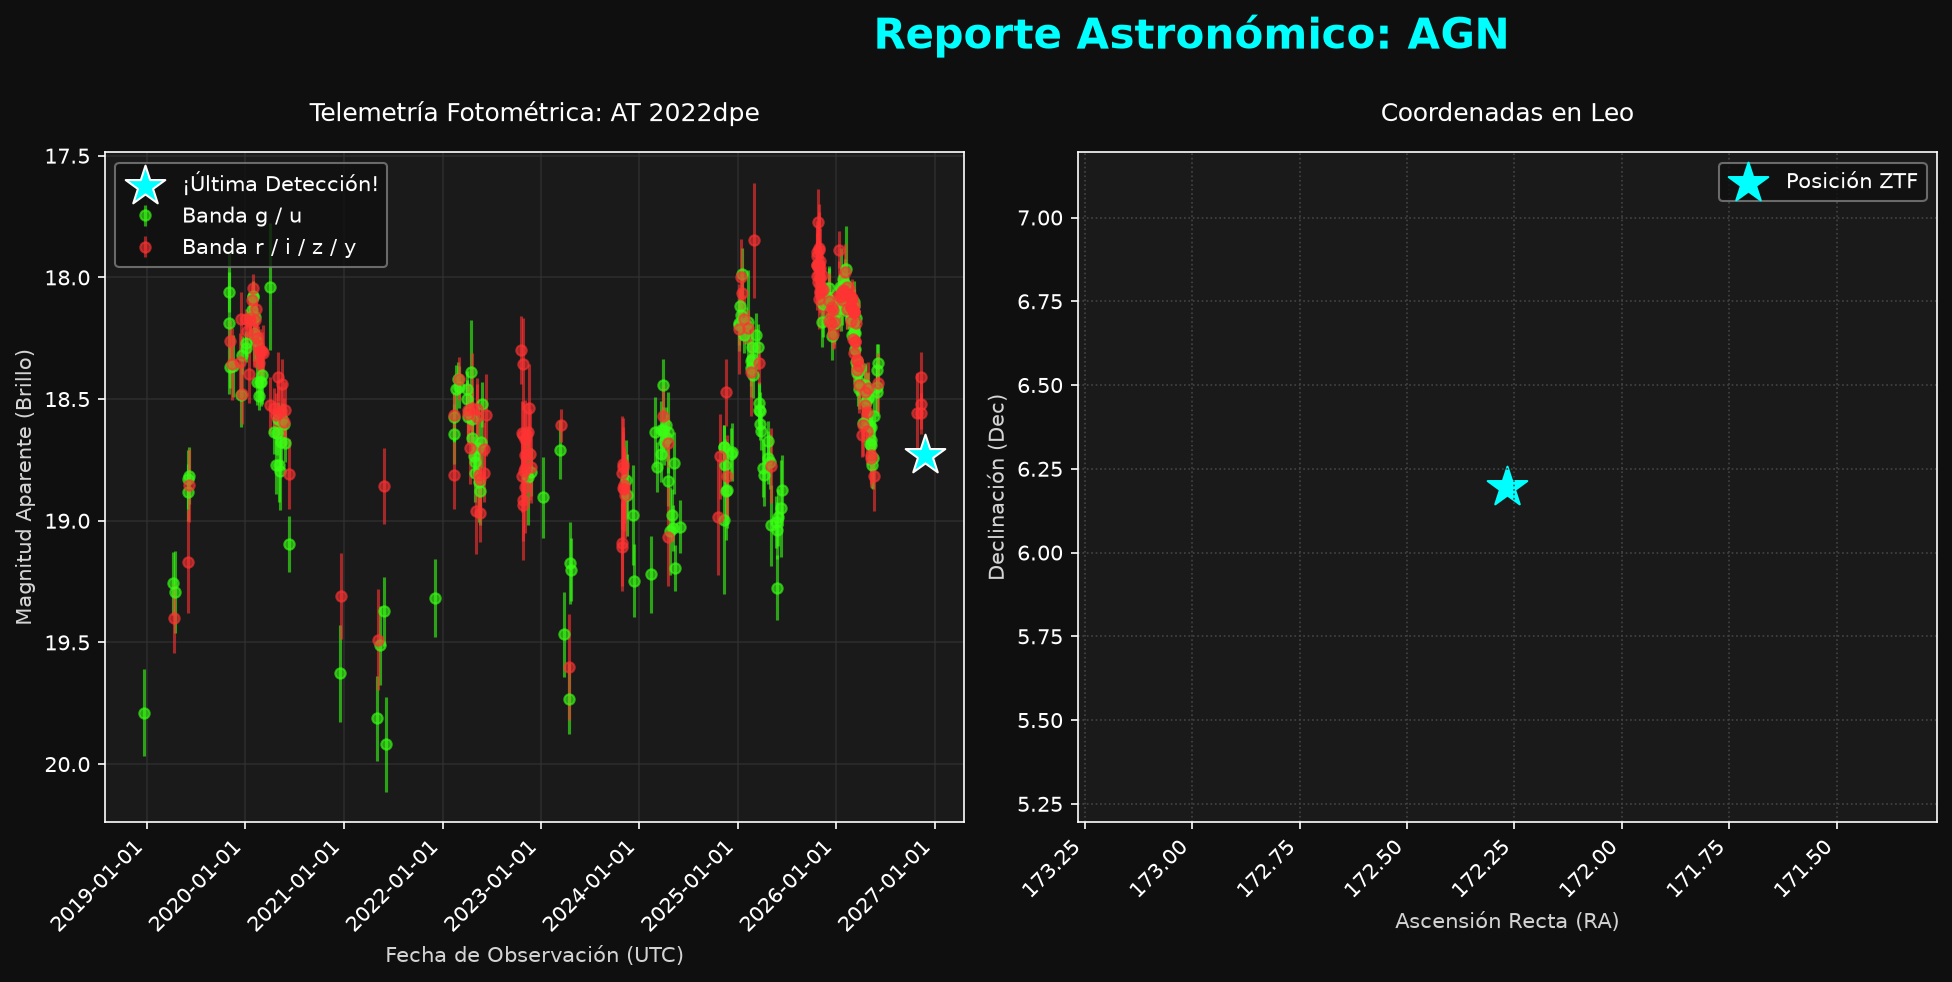 Reporte Astronómico: AGN
Telemetría Fotométrica: AT 2022dpe
¡Última Detección!
Banda g / u
Banda r / i / z / y
Magnitud Aparente (Brillo)
17.5
18.0
18.5
19.0
19.5
20.0
2019-01-01
2020-01-01
2021-01-01
2022-01-01
2023-01-01
2024-01-01
2025-01-01
2026-01-01
2027-01-01
Fecha de Observación (UTC)
Coordenadas en Leo
Posición ZTF
Declinación (Dec)
7.00
6.75
6.50
6.25
6.00
5.75
5.50
5.25
173.25
173.00
172.75
172.50
172.25
172.00
171.75
171.50
Ascensión Recta (RA)